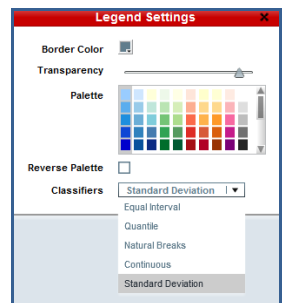 Legend Settings x
Border Color
Transparency
Palette
Reverse Palette
Classifiers Standard Deviation
Equal Interval
Quantile
Natural Breaks
Continuous
Standard Deviation